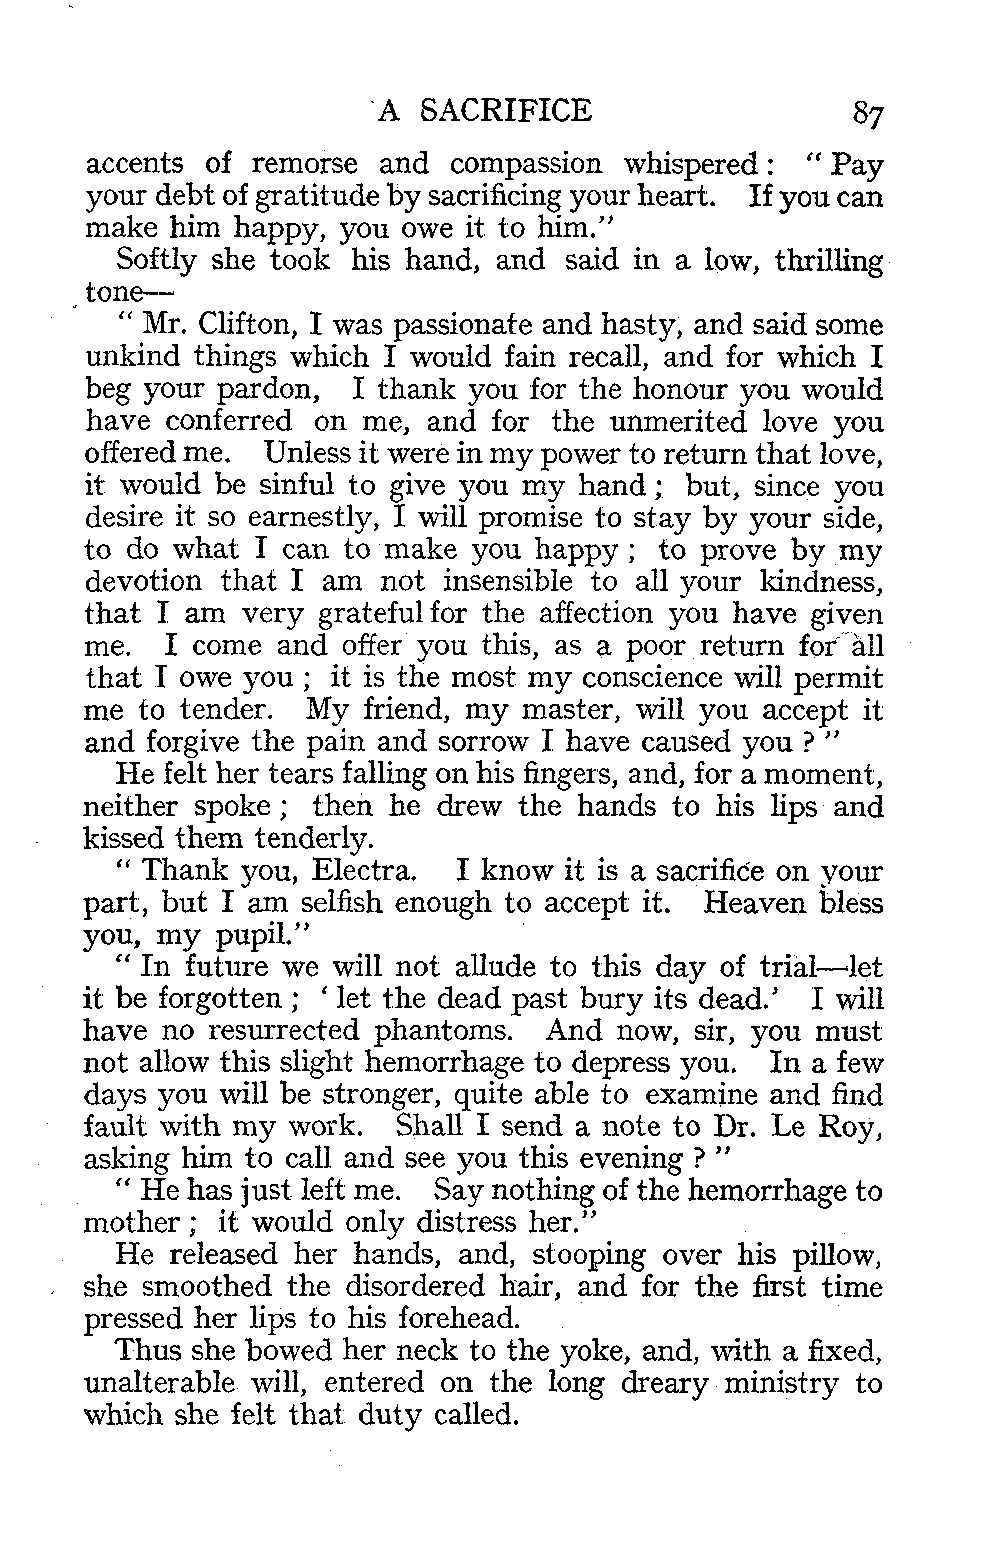 A SACRIFICE 87
accents of remorse and compassion whispered : " Pay
your debt of gratitude by sacrificing your heart. If you can
make him happy, you owe it to him."
Softly she took his hand, and said in a low, thrilling
tone—
" Mr. Clifton, I was passionate and hasty, and said some
unkind things which I would fain recall, and for which I
beg your pardon, I thank you for the honour you would
have conferred on me, and for the unmerited love you
offered me. Unless it were in my power to return that love,
it would be sinful to give you my hand ; but, since you
desire it so earnestly, I will promise to stay by your side,
to do what I can to make you happy ; to prove by my
devotion that I am not insensible to all your kindness,
that I am very grateful for the affection you have given
me. I come and offer you this, as a poor return for all
that I owe you ; it is the most my conscience will permit
me to tender. My friend, my master, will you accept it
and forgive the pain and sorrow I have caused you ? "
He felt her tears falling on his fingers, and, for a moment,
neither spoke ; then he drew the hands to his lips and
kissed them tenderly.
" Thank you, Electra. I know it is a sacrifice on your
part, but I am selfish enough to accept it. Heaven bless
you, my pupil."
" In future we will not allude to this day of trial—let
it be forgotten ; ' let the dead past bury its dead.' I will
have no resurrected phantoms. And now, sir, you must
not allow this slight hemorrhage to depress you. In a few
days you will be stronger, quite able to examine and find
fault with my work. Shall I send a note to Dr. Le Roy,
asking him to call and see you this evening ? "
" He has just left me. Say nothing of the hemorrhage to
mother ; it would only distress her."
He released her hands, and, stooping over his pillow,
she smoothed the disordered hair, and for the first time
pressed her lips to his forehead.
Thus she bowed her neck to the yoke, and, with a fixed,
unalterable will, entered on the long dreary ministry to
which she felt that duty called.